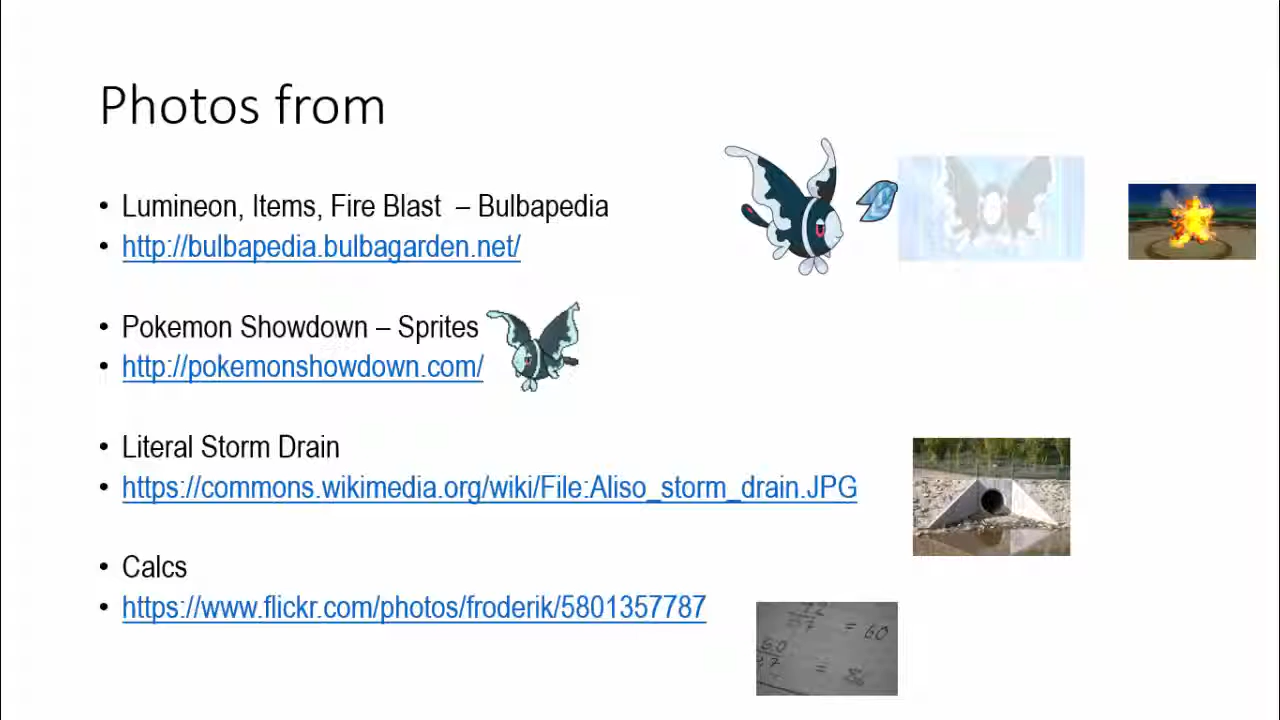 Photos from
• Lumineon, Items, Fire Blast – Bulbapedia
• http://bulbapedia.bulbagarden.net/
• Pokemon Showdown – Sprites
• http://pokemonshowdown.com/
• Literal Storm Drain
• https://commons.wikimedia.org/wiki/File:Aliso_storm_drain.JPG
• Calcs
• https://www.flickr.com/photos/froderik/5801357787
= 60
=